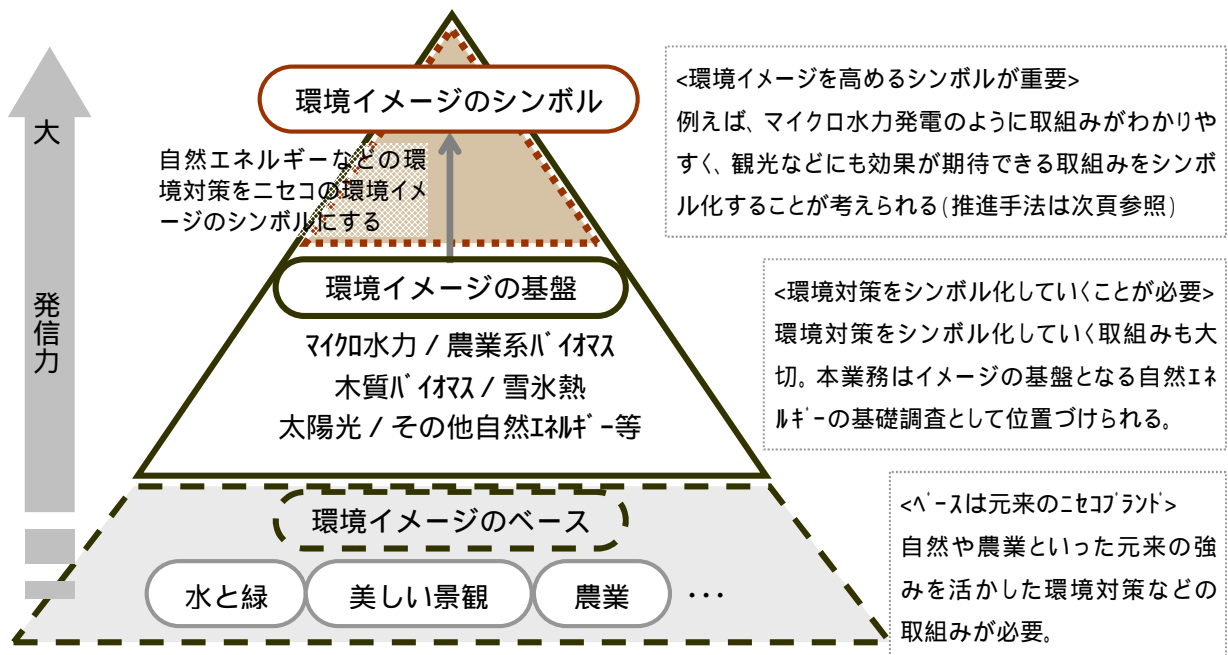 大
発信力
環境イメージのシンボル
自然エネルギーなどの環
境対策をニセコの環境イメ
ージのシンボルにする
環境イメージの基盤
ﾏｲｸﾛ水力 / 農業系ﾊﾞｲｵﾏｽ
木質ﾊﾞｲｵﾏｽ / 雪氷熱
太陽光 / その他自然ｴﾈﾙｷﾞｰ等
環境イメージのベース
水と緑
美しい景観
農業
…
<環境イメージを高めるシンボルが重要>
例えば、マイクロ水力発電のように取組みがわかりや
すく、観光などにも効果が期待できる取組みをシンボ
ル化することが考えられる(推進手法は次頁参照)
<環境対策をシンボル化していくことが必要>
環境対策をシンボル化していく取組みも大
切。本業務はイメージの基盤となる自然ｴﾈ
ﾙｷﾞｰの基礎調査として位置づけられる。
<ﾍﾞｰｽは元来のﾆｾｺﾌﾞﾗﾝﾄﾞ>
自然や農業といった元来の強
みを活かした環境対策などの
取組みが必要。